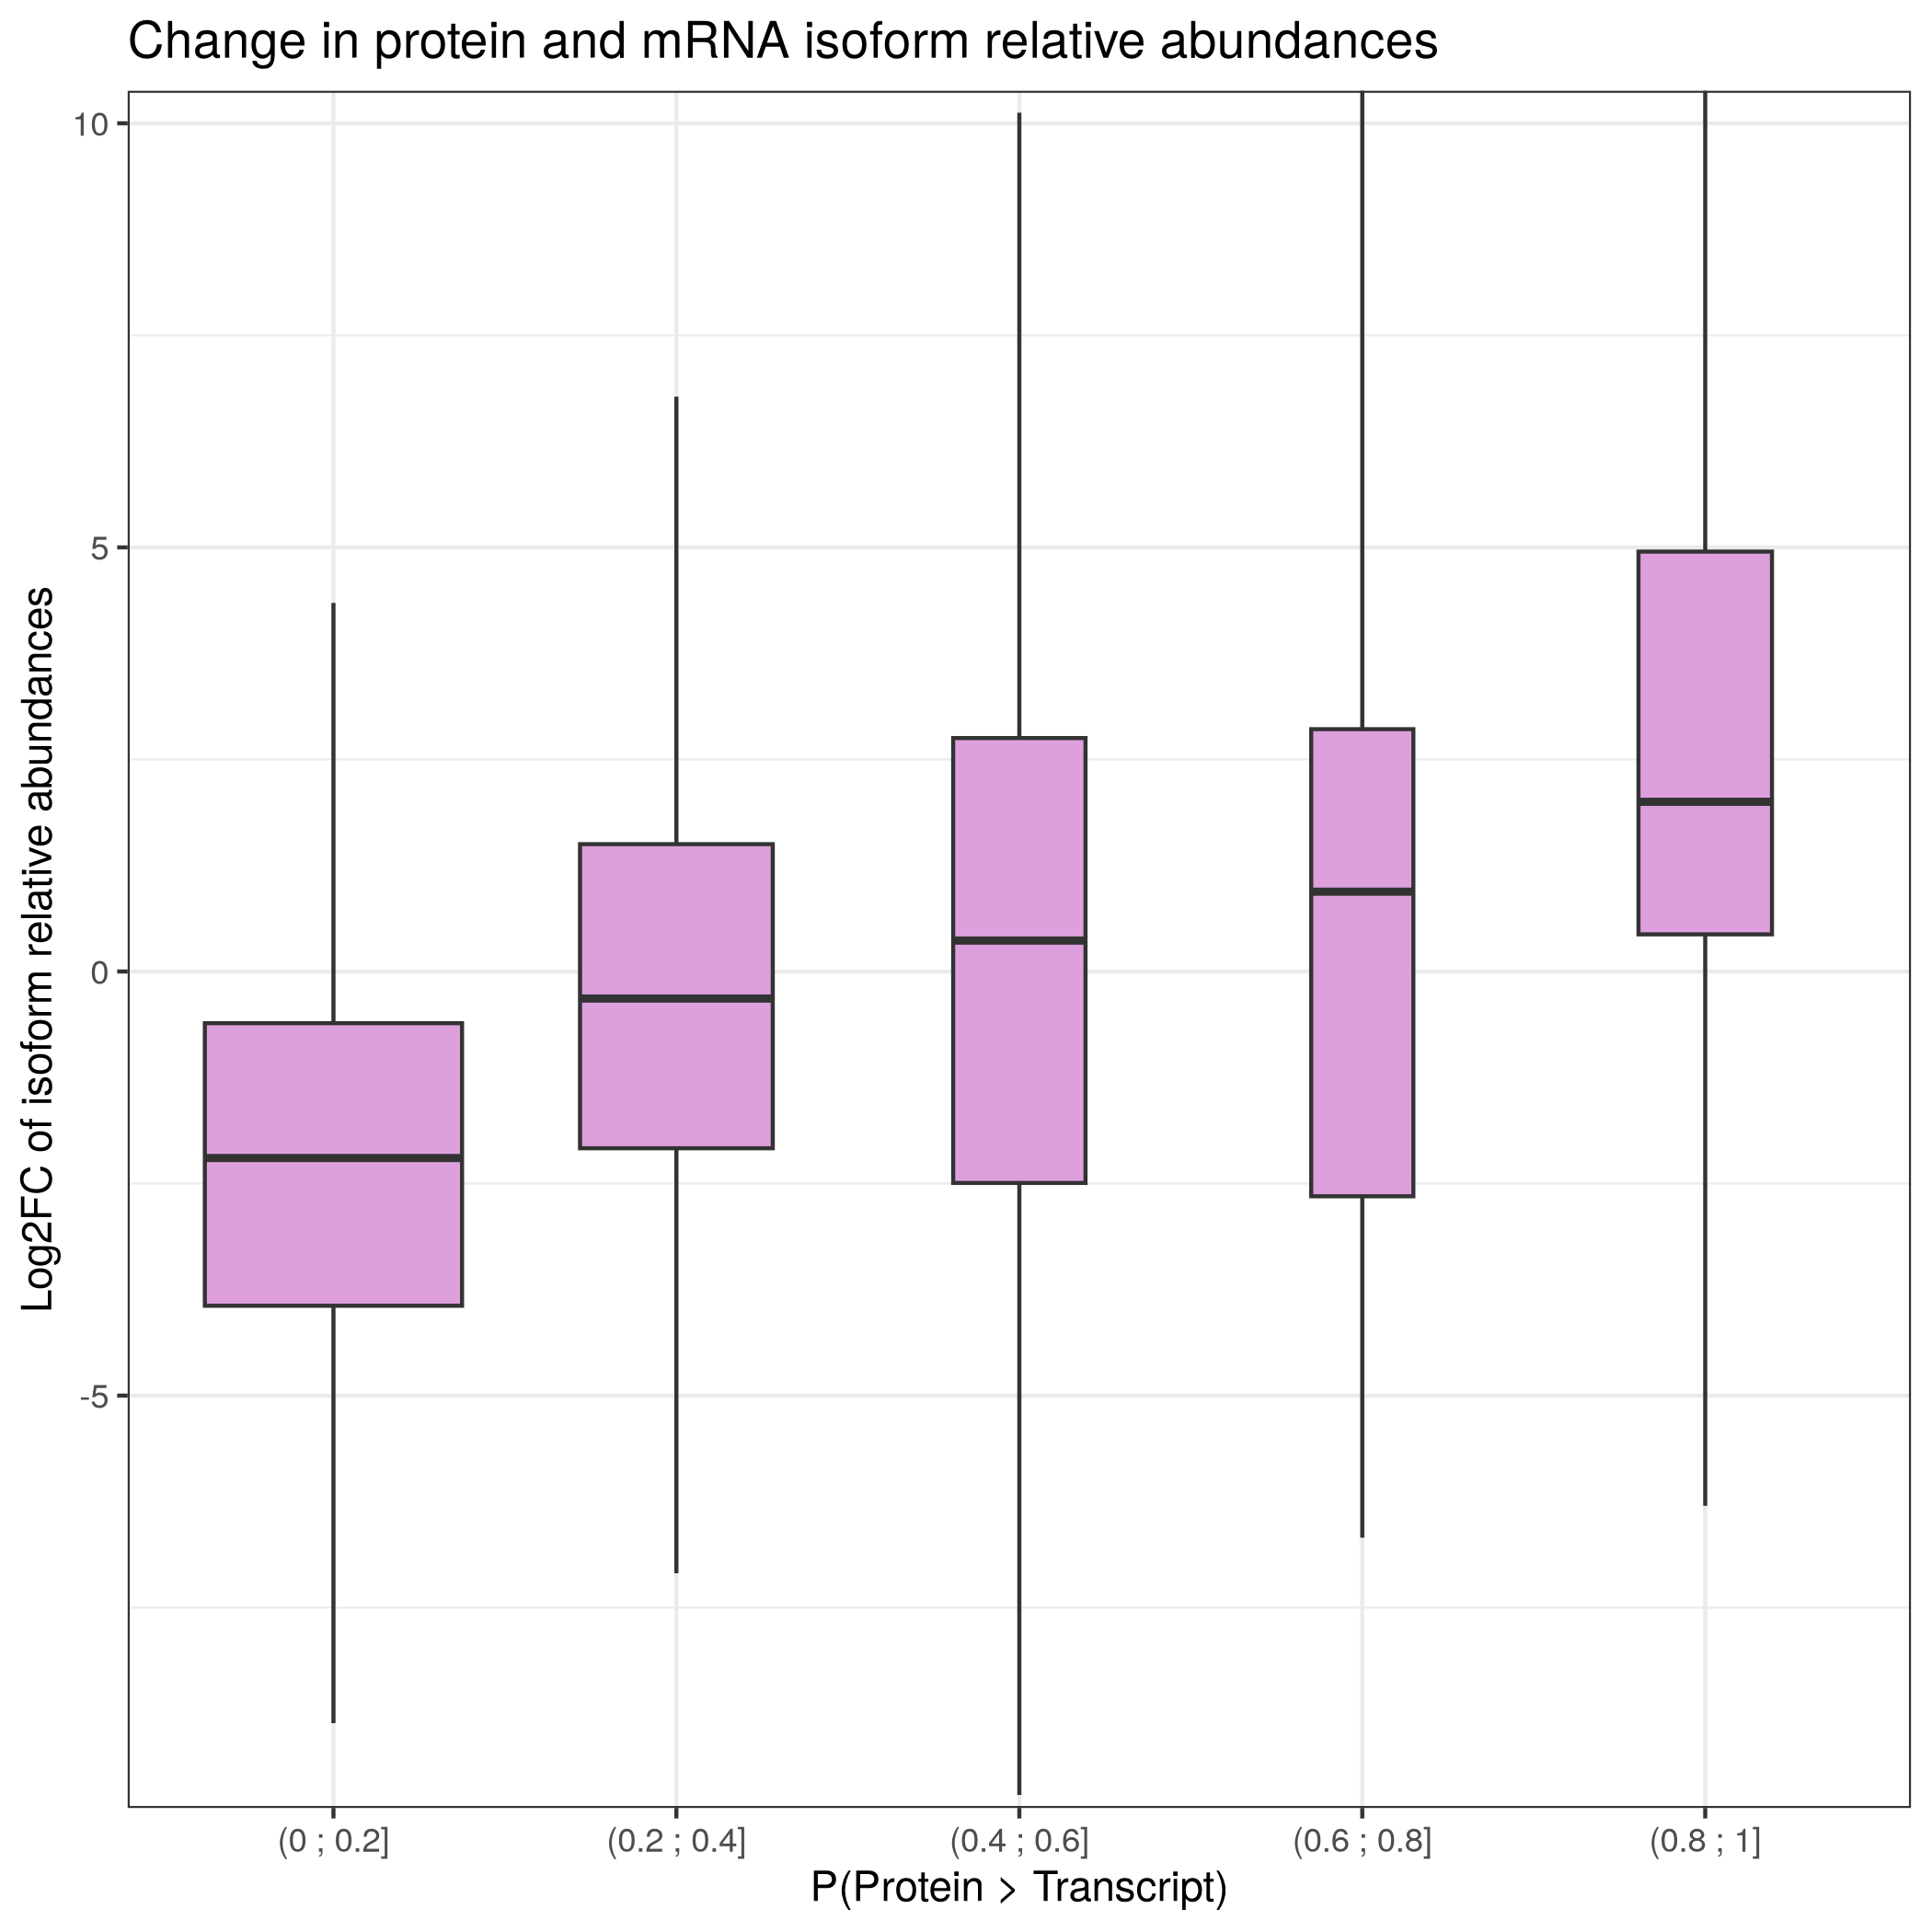 Change in protein and mRNA isoform relative abundances
10
5
0
-5
Log2FC of isoform relative abundances
(0 ; 0.2]
(0.2 ; 0.4]
(0.4 ; 0.6]
(0.6 ; 0.8]
(0.8 ; 1]
P(Protein > Transcript)